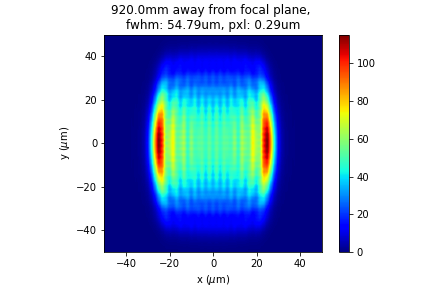 920.0mm away from focal plane,
fwhm: 54.79um, pxl: 0.29um
40
20
0
−20
−40
y (μm)
−40 −20 0 20 40
x (μm)
100
80
60
40
20
0